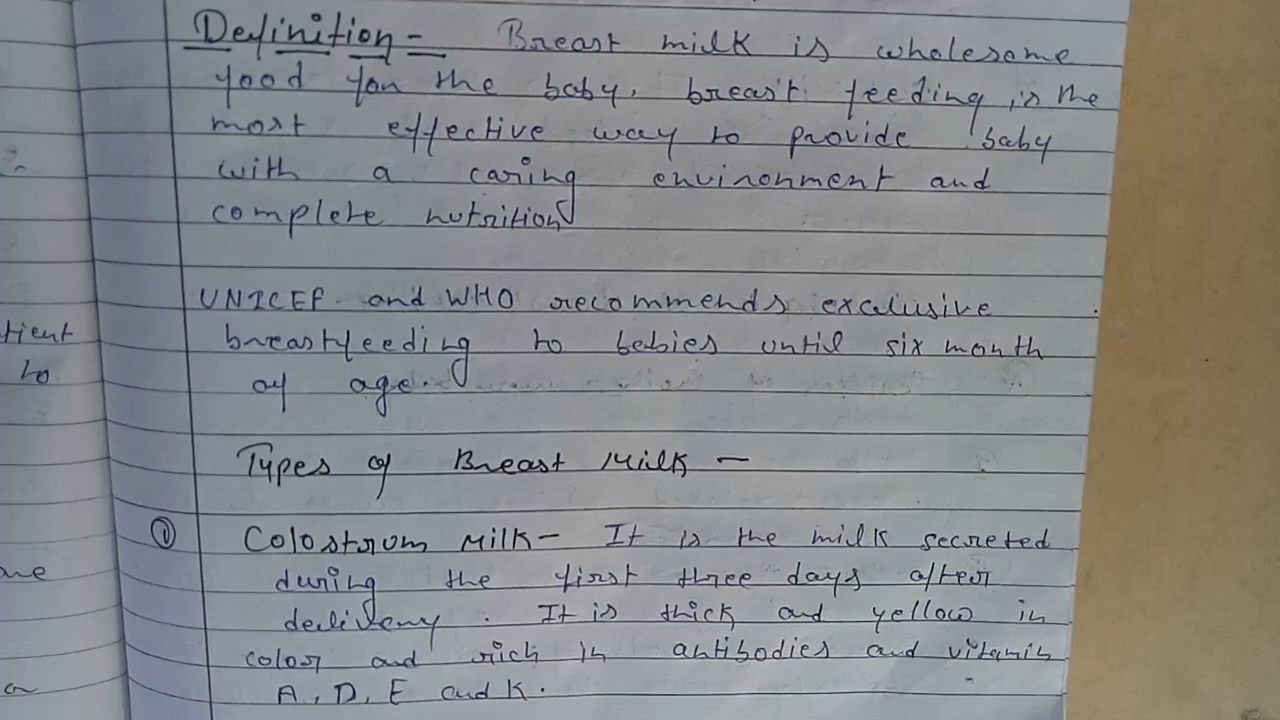 Definition - Breast milk is wholesome
food for the baby, breast feeding is the
most effective way to provide baby
with a caring environment and
complete nutrition
UNICEF and WHO recommends exclusive
breastfeeding to bebies until six month
of age.
Types of Breast Milk -
① Colostrum Milk - It is the milk secreted
during the first three days after
delivery. It is thick and yellow in
color and rich in antibodies and vitamin
A, D, E and K.
tient
to